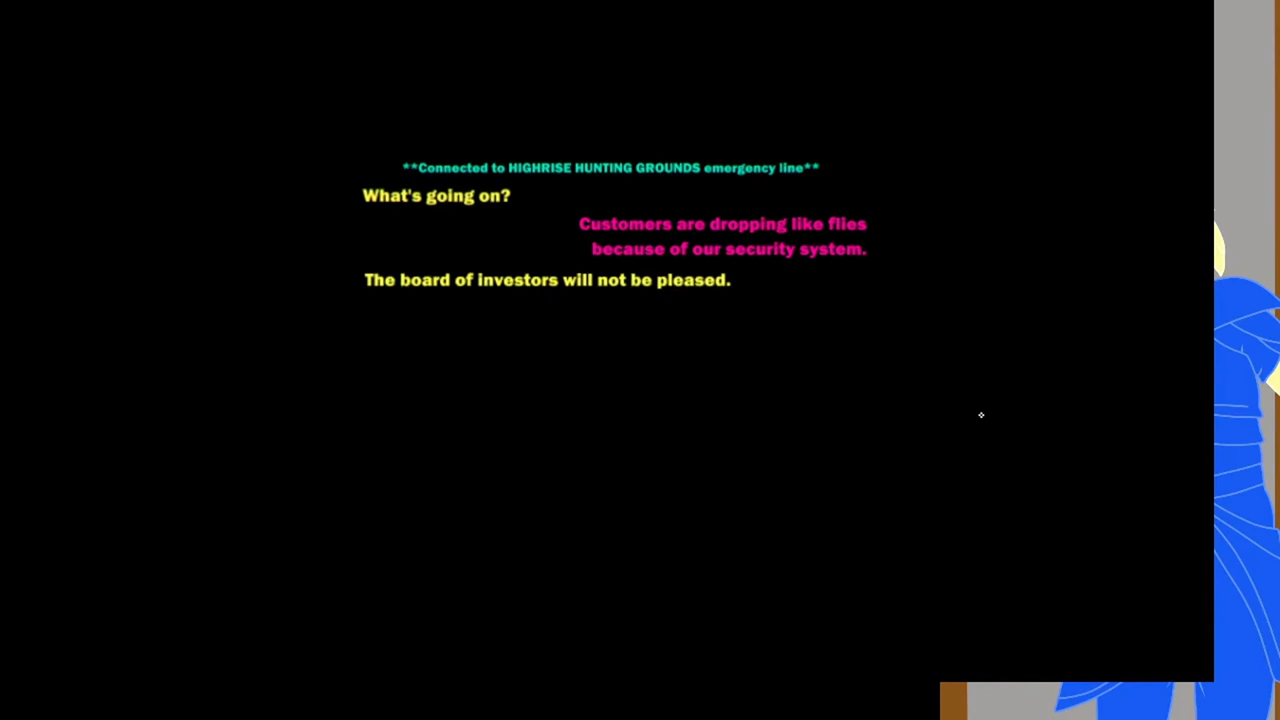 **Connected to HIGHRISE HUNTING GROUNDS emergency line**
What's going on?
Customers are dropping like flies
because of our security system.
The board of investors will not be pleased.